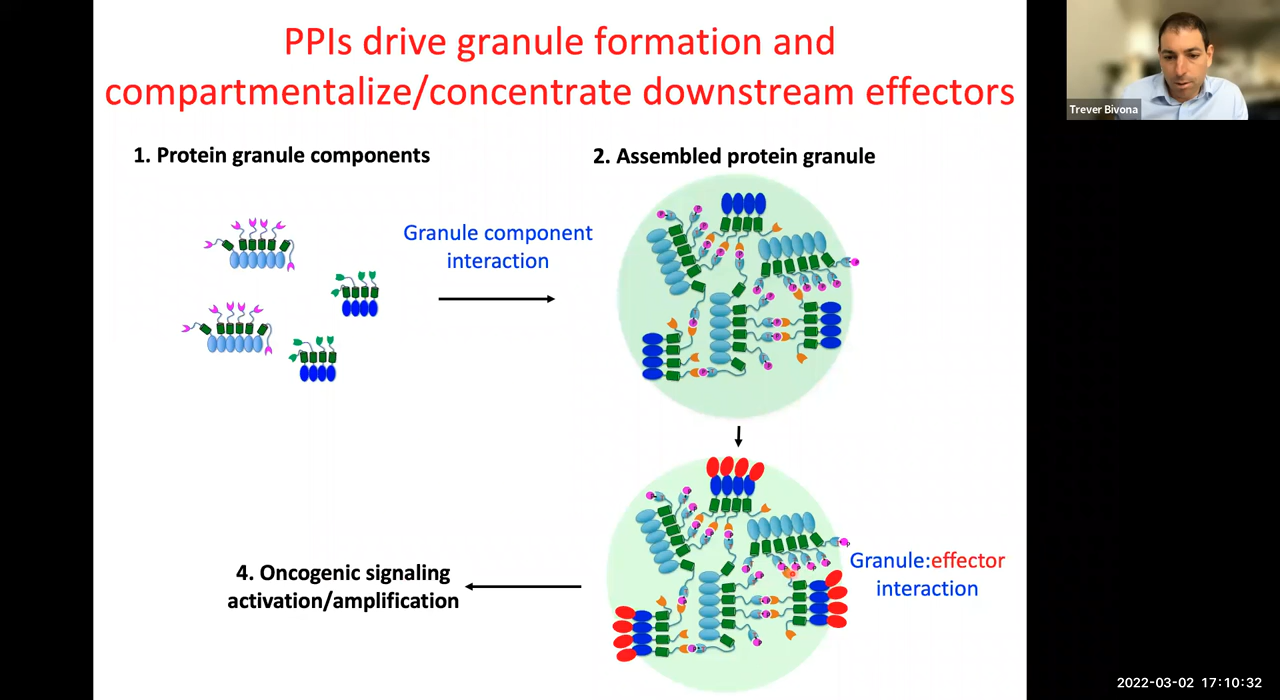 PPIs drive granule formation and
compartmentalize/concentrate downstream effectors
Trever Bivona
1. Protein granule components
2. Assembled protein granule
Granule component
interaction
Granule:effector
interaction
4. Oncogenic signaling
activation/amplification
2022-03-02 17:10:32